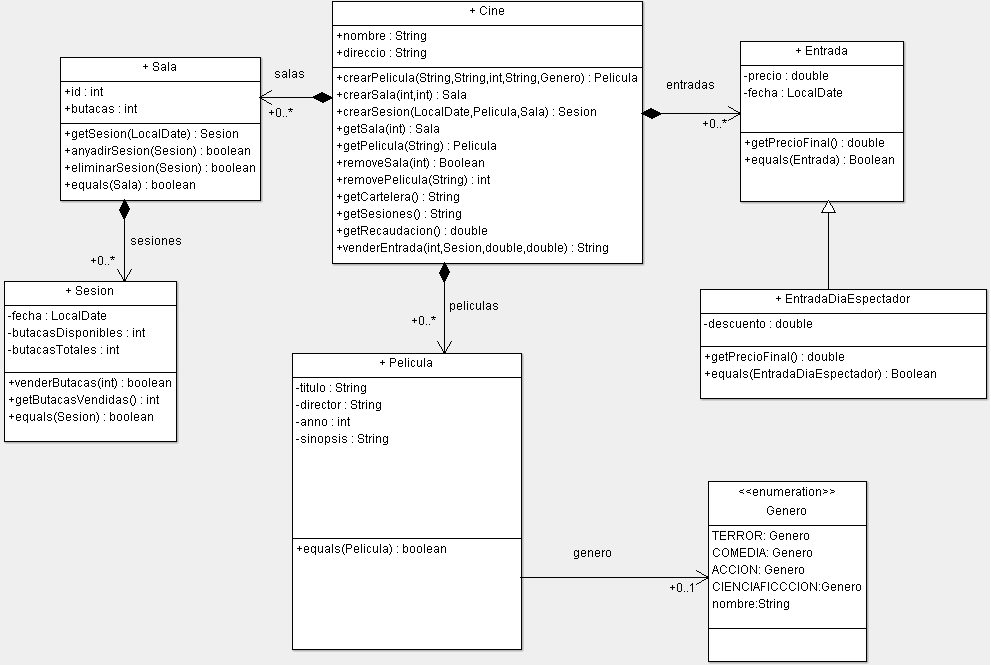 + Cine
+nombre : String
+direccio : String
+crearPelicula(String,String,int,String,Genero) : Pelicula
+crearSala(int,int) : Sala
+crearSesion(LocalDate,Pelicula,Sala) : Sesion
+getSala(int) : Sala
+getPelicula(String) : Pelicula
+removeSala(int) : Boolean
+removePelicula(String) : int
+getCartelera() : String
+getSesiones() : String
+getRecaudacion() : double
+venderEntrada(int,Sesion,double,double) : String
+ Sala
+id : int
+butacas : int
+getSesion(LocalDate) : Sesion
+anyadirSesion(Sesion) : boolean
+eliminarSesion(Sesion) : boolean
+equals(Sala) : boolean
salas
+0..*
entradas
+0..*
+ Entrada
-precio : double
-fecha : LocalDate
+getPrecioFinal() : double
+equals(Entrada) : Boolean
sesiones
+0..*
+ Sesion
-fecha : LocalDate
-butacasDisponibles : int
-butacasTotales : int
+venderButacas(int) : boolean
+getButacasVendidas() : int
+equals(Sesion) : boolean
peliculas
+0..*
+ Pelicula
-titulo : String
-director : String
-anno : int
-sinopsis : String
+equals(Pelicula) : boolean
+ EntradaDiaEspectador
-descuento : double
+getPrecioFinal() : double
+equals(EntradaDiaEspectador) : Boolean
genero
+0..1
<<enumeration>>
Genero
TERROR: Genero
COMEDIA: Genero
ACCION: Genero
CIENCIAFICCCION:Genero
nombre:String